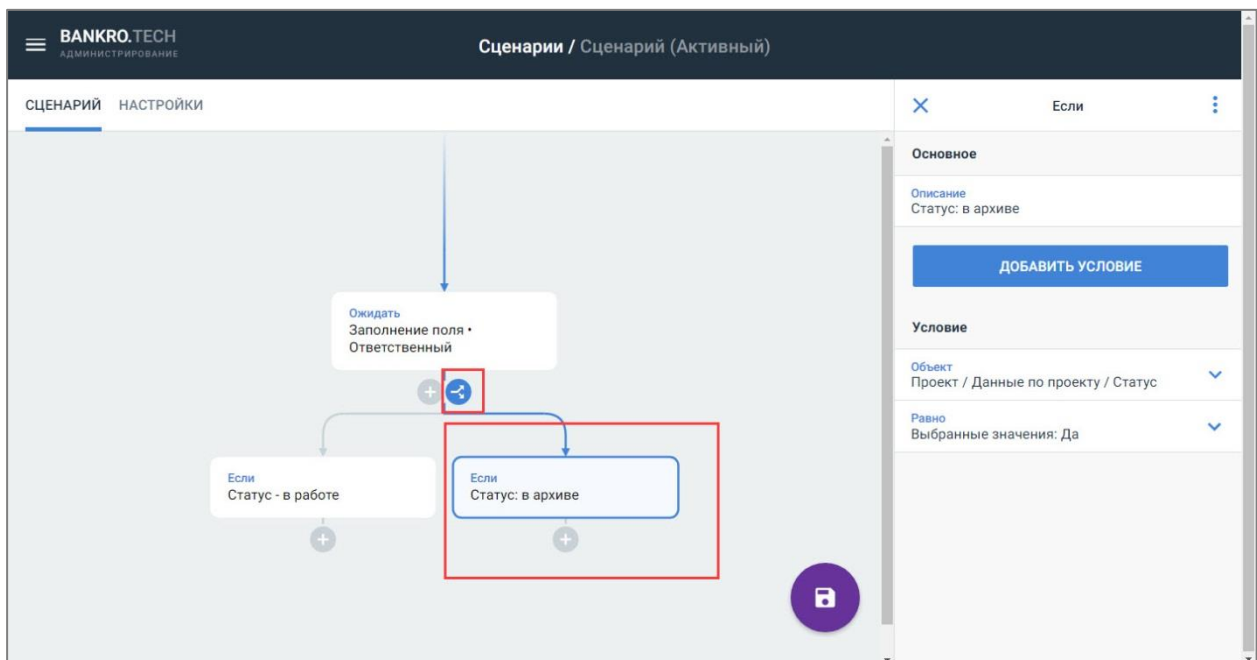 BANKRO.TECH
АДМИНИСТРИРОВАНИЕ
Сценарии / Сценарий (Активный)
СЦЕНАРИЙ НАСТРОЙКИ
Ожидать
Заполнение поля •
Ответственный
Если
Статус - в работе
Если
Статус: в архиве
Если
Основное
Описание
Статус: в архиве
ДОБАВИТЬ УСЛОВИЕ
Условие
Объект
Проект / Данные по проекту / Статус
Равно
Выбранные значения: Да